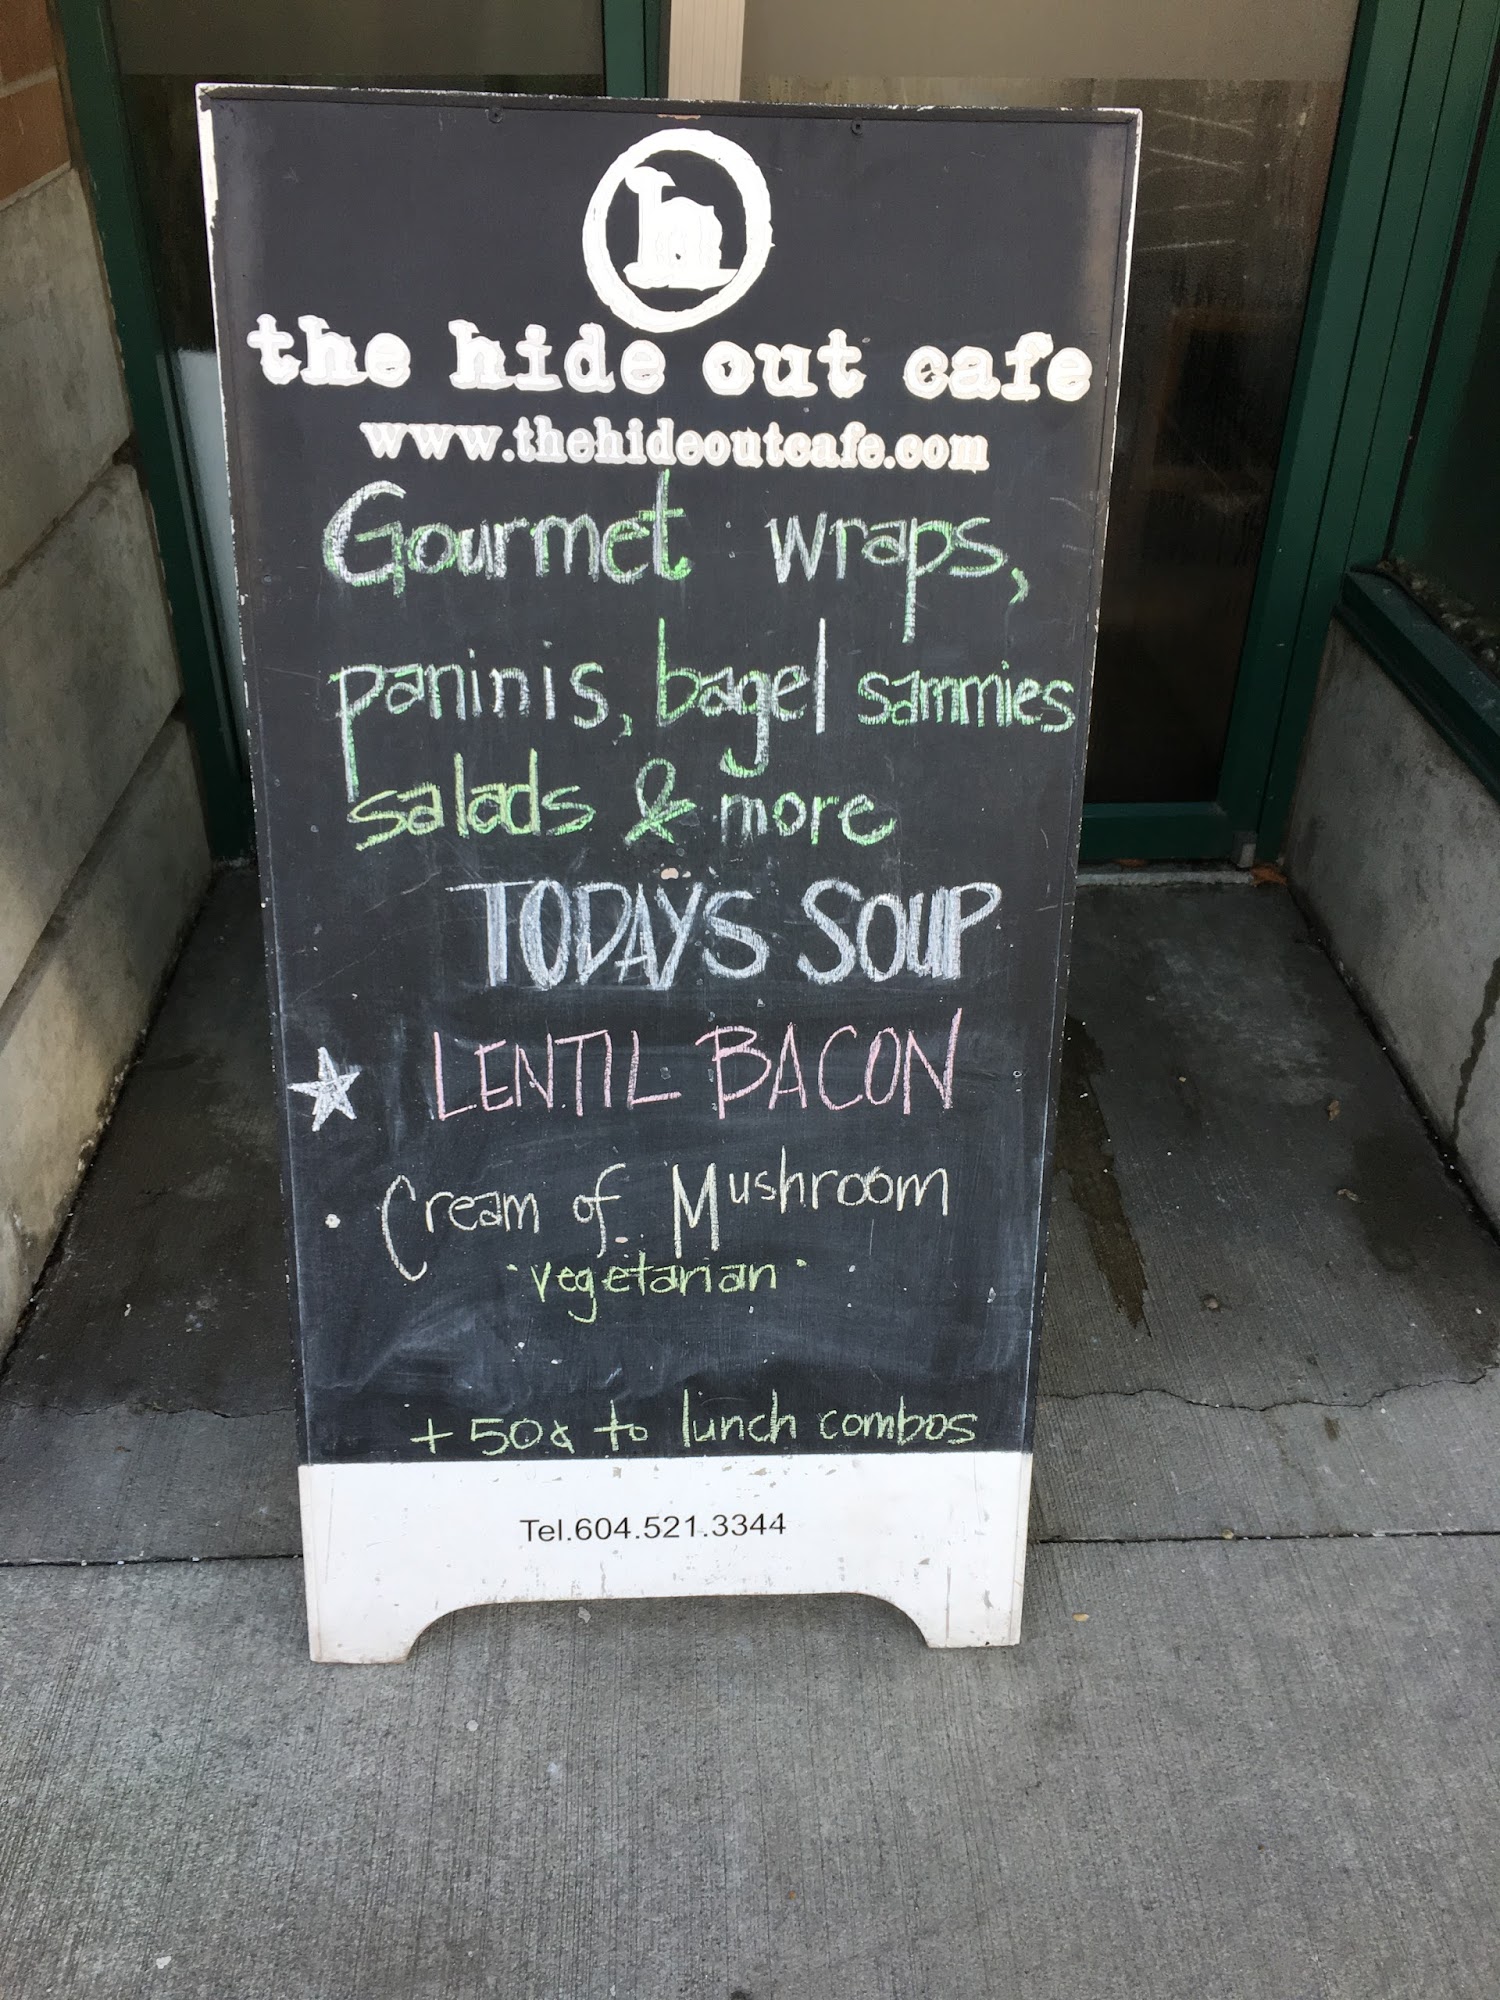 h
the hide out cafe
www.thehideoutcafe.com
Gourmet wraps,
paninis, bagel sammies
salads & more
TODAYS SOUP
LENTIL BACON
• Cream of Mushroom
• vegetarian •
+ 50¢ to lunch combos
Tel.604.521.3344